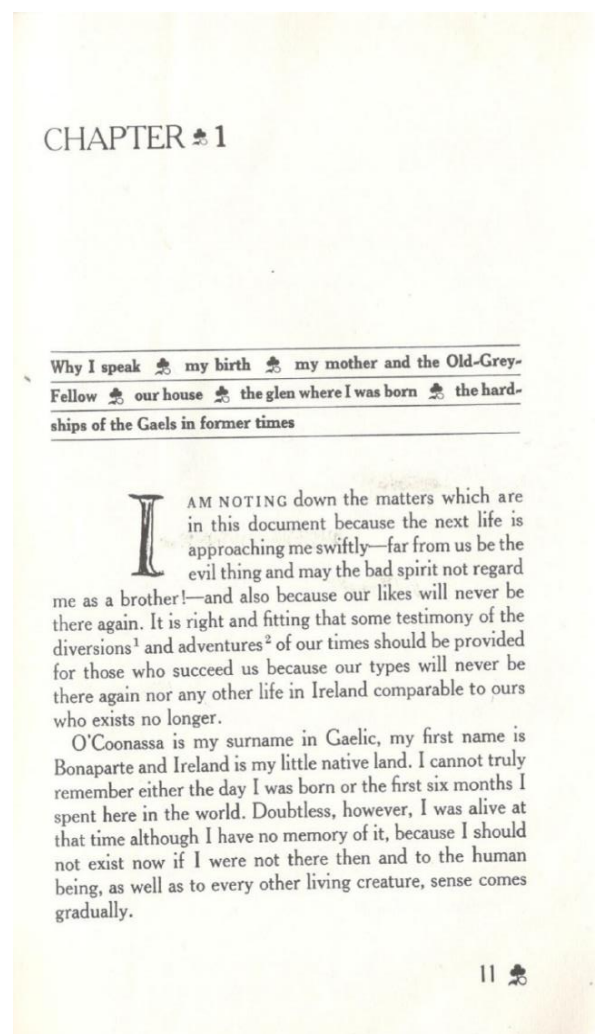 CHAPTER ☘ 1
Why I speak ☘ my birth ☘ my mother and the Old-Grey-
Fellow ☘ our house ☘ the glen where I was born ☘ the hard-
ships of the Gaels in former times
I AM NOTING down the matters which are
in this document because the next life is
approaching me swiftly—far from us be the
evil thing and may the bad spirit not regard
me as a brother!—and also because our likes will never be
there again. It is right and fitting that some testimony of the
diversions¹ and adventures² of our times should be provided
for those who succeed us because our types will never be
there again nor any other life in Ireland comparable to ours
who exists no longer.
O'Coonassa is my surname in Gaelic, my first name is
Bonaparte and Ireland is my little native land. I cannot truly
remember either the day I was born or the first six months I
spent here in the world. Doubtless, however, I was alive at
that time although I have no memory of it, because I should
not exist now if I were not there then and to the human
being, as well as to every other living creature, sense comes
gradually.
11 ☘